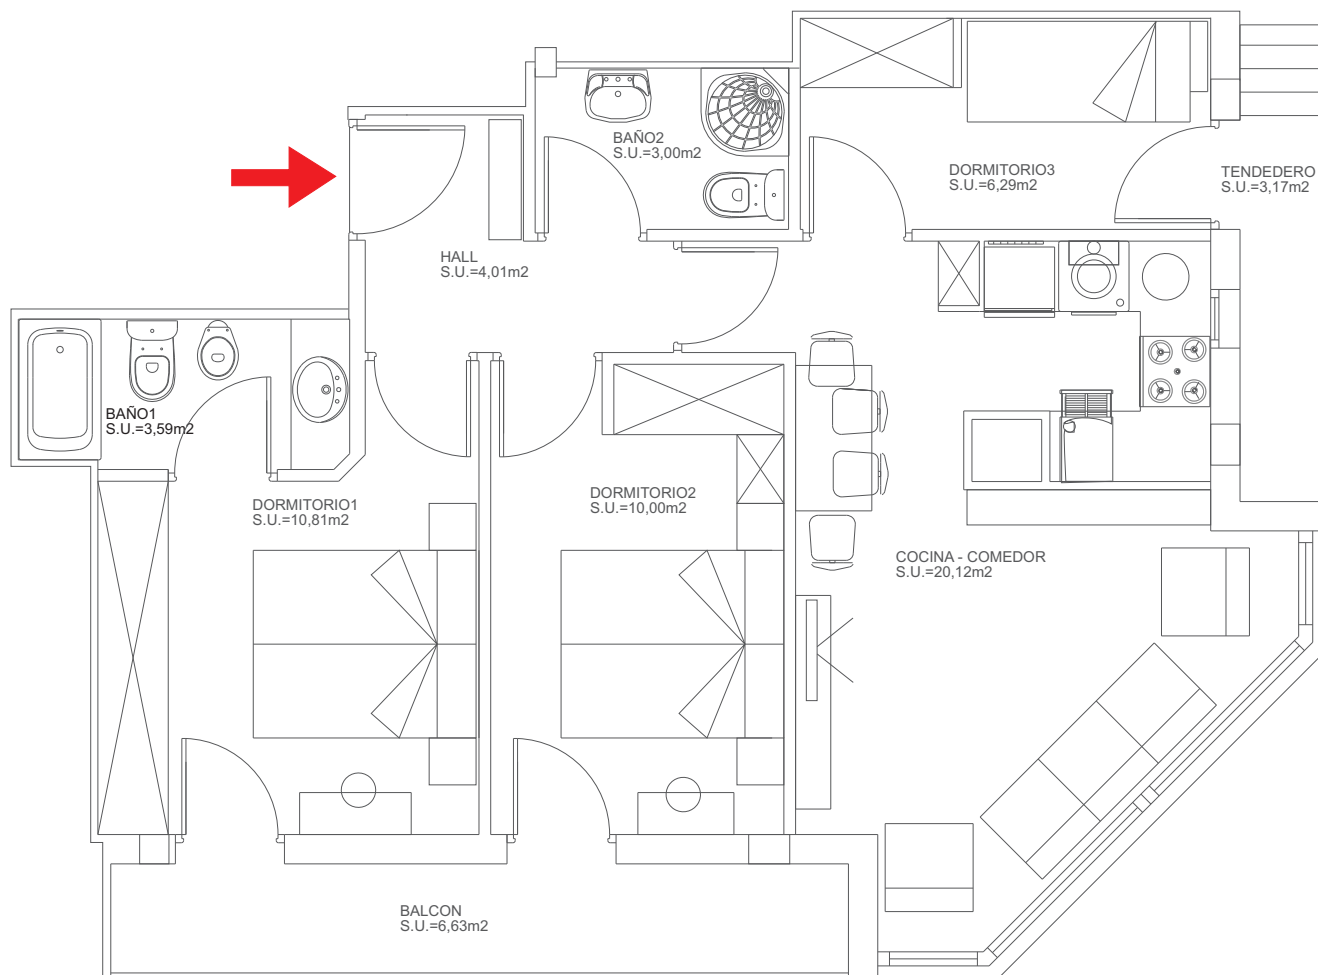 BAÑO2
S.U.=3,00m2
DORMITORIO3
S.U.=6,29m2
TENDEDERO
S.U.=3,17m2
HALL
S.U.=4,01m2
BAÑO1
S.U.=3,59m2
DORMITORIO1
S.U.=10,81m2
DORMITORIO2
S.U.=10,00m2
COCINA - COMEDOR
S.U.=20,12m2
BALCON
S.U.=6,63m2